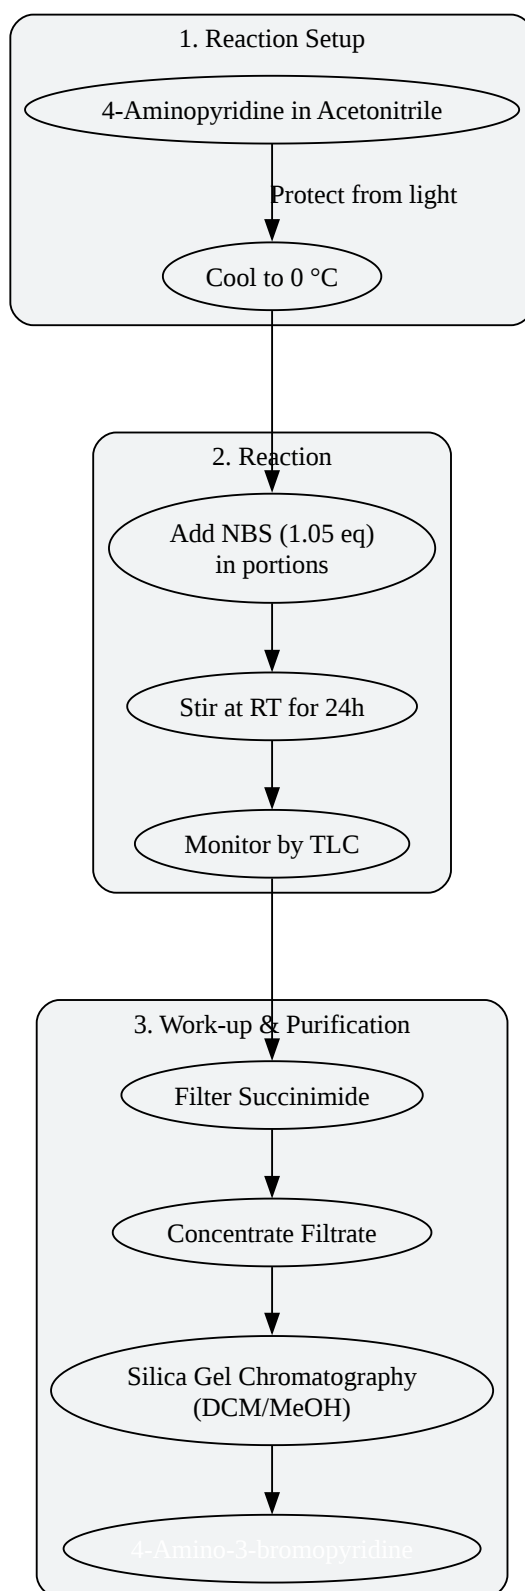 1. Reaction Setup
4-Aminopyridine in Acetonitrile
Protect from light
Cool to 0 °C
2. Reaction
Add NBS (1.05 eq)
in portions
Stir at RT for 24h
Monitor by TLC
3. Work-up & Purification
Filter Succinimide
Concentrate Filtrate
Silica Gel Chromatography
(DCM/MeOH)
4-Amino-3-bromopyridine